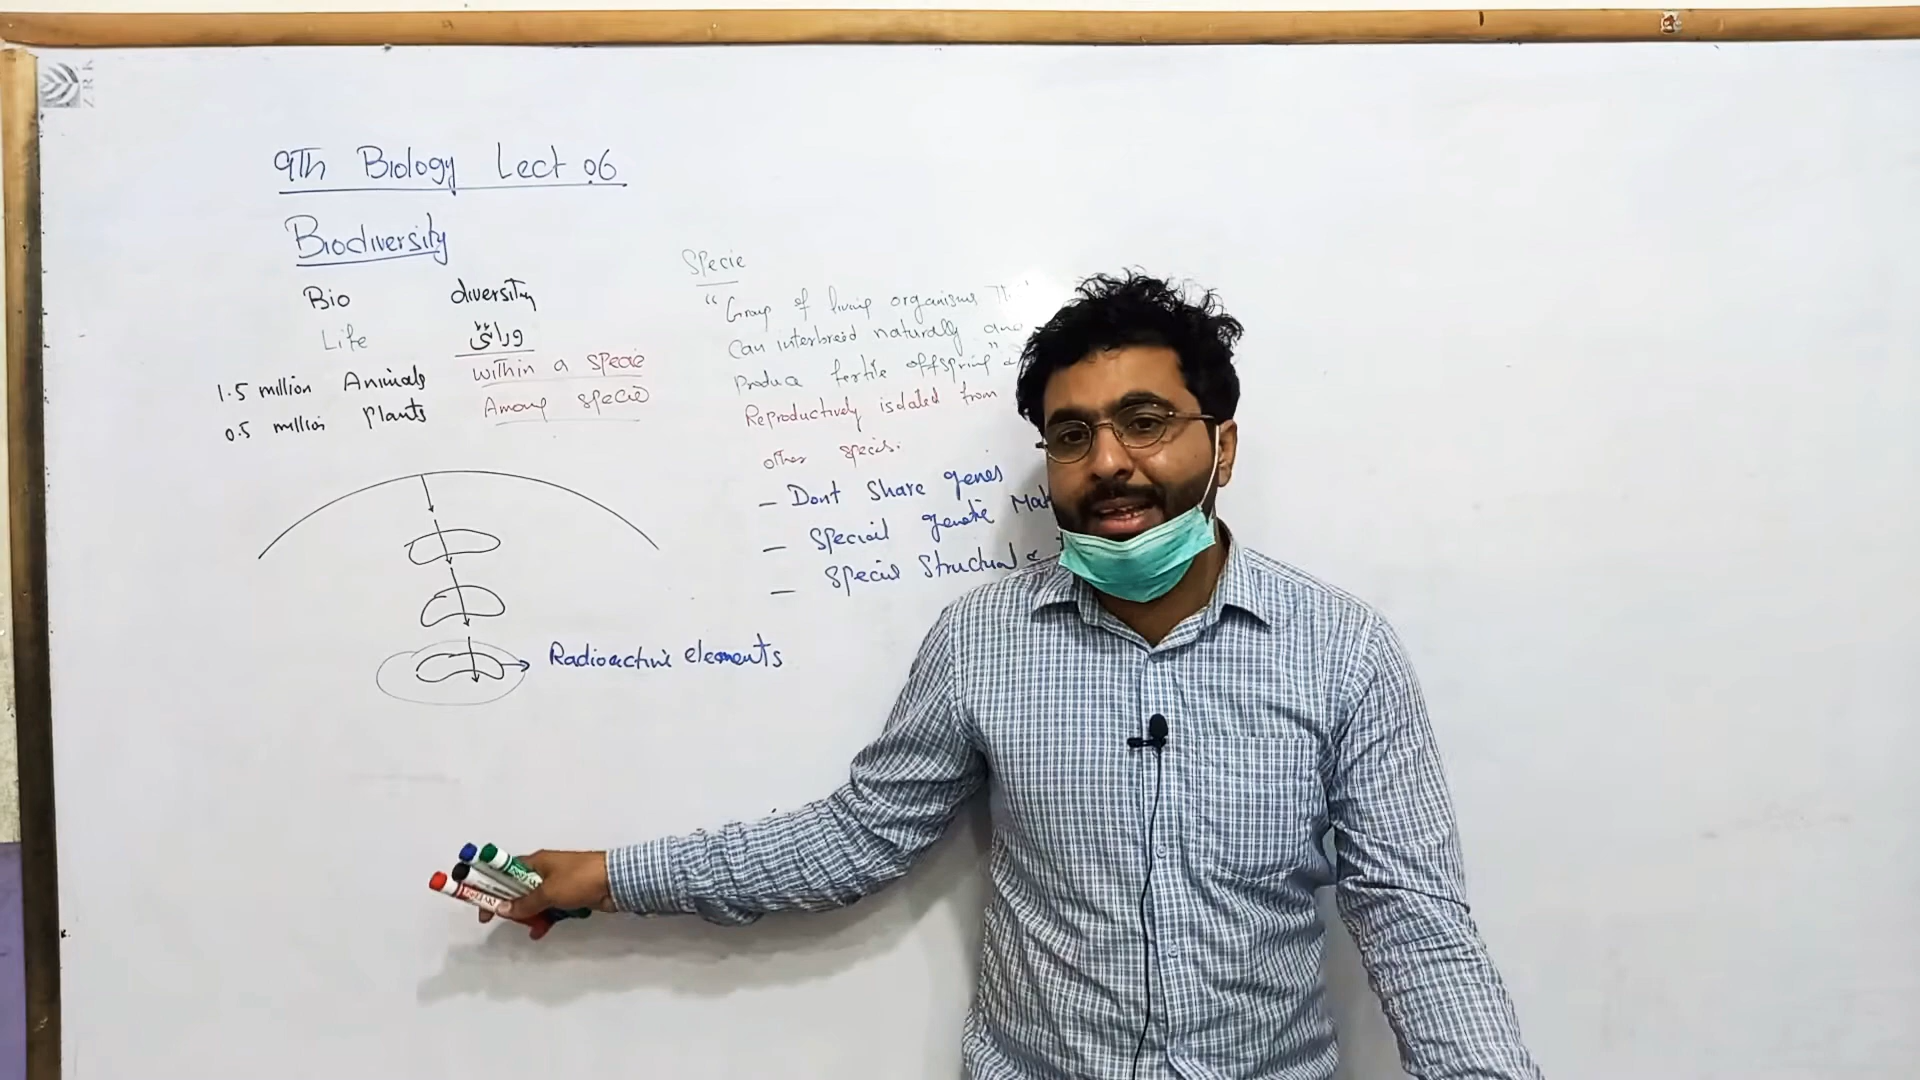 ZRK
9Th Biology Lect 06
Biodiversity
Bio diversity
Life ورائٹی
1.5 million Animals within a specie
0.5 million plants Among specie
Radioactive elements
Specie
"Group of living organisms
Can interbreed naturally and
Produce fertile offspring" &
Reproductively isolated from
other species.
- Dont Share genes
- Special genetic Mat
- Special Structural &